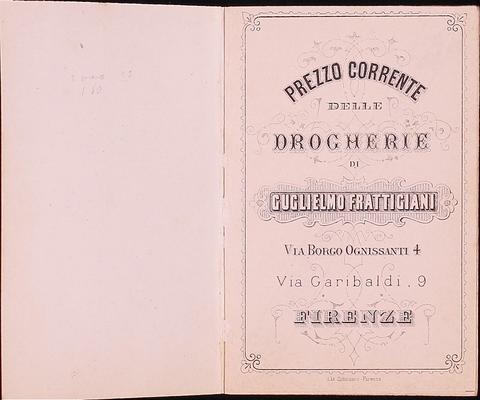 PREZZO CORRENTE
DELLE
DROGHERIE
DI
GUGLIELMO FRATTIGIANI
VIA BORGO OGNISSANTI 4
Via Garibaldi, 9
FIRENZE